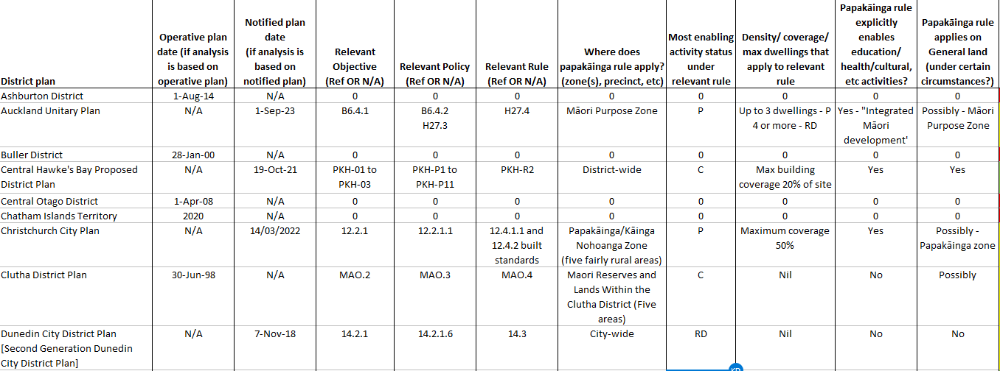 District plan | Operative plan date (if analysis is based on operative plan) | Notified plan date (if analysis is based on notified plan) | Relevant Objective (Ref OR N/A) | Relevant Policy (Ref OR N/A) | Relevant Rule (Ref OR N/A) | Where does papakāinga rule apply? (zone(s), precinct, etc) | Most enabling activity status under relevant rule | Density/ coverage/ max dwellings that apply to relevant rule | Papakāinga rule explicitly enables education/ health/cultural, etc activities? | Papakāinga rule applies on General land (under certain circumstances?)
Ashburton District | 1-Aug-14 | N/A | 0 | 0 | 0 | 0 | 0 | 0 | 0 | 0
Auckland Unitary Plan | N/A | 1-Sep-23 | B6.4.1 | B6.4.2 H27.3 | H27.4 | Māori Purpose Zone | P | Up to 3 dwellings - P 4 or more - RD | Yes - "Integrated Māori development' | Possibly - Māori Purpose Zone
Buller District | 28-Jan-00 | N/A | 0 | 0 | 0 | 0 | 0 | 0 | 0 | 0
Central Hawke's Bay Proposed District Plan | N/A | 19-Oct-21 | PKH-01 to PKH-03 | PKH-P1 to PKH-P11 | PKH-R2 | District-wide | C | Max building coverage 20% of site | Yes | Yes
Central Otago District | 1-Apr-08 | N/A | 0 | 0 | 0 | 0 | 0 | 0 | 0 | 0
Chatham Islands Territory | 2020 | N/A | 0 | 0 | 0 | 0 | 0 | 0 | 0 | 0
Christchurch City Plan | N/A | 14/03/2022 | 12.2.1 | 12.2.1.1 | 12.4.1.1 and 12.4.2 built standards | Papakāinga/Kāinga Nohoanga Zone (five fairly rural areas) | P | Maximum coverage 50% | Yes | Possibly - Papakāinga zone
Clutha District Plan | 30-Jun-98 | N/A | MAO.2 | MAO.3 | MAO.4 | Maori Reserves and Lands Within the Clutha District (Five areas) | C | Nil | No | Possibly
Dunedin City District Plan [Second Generation Dunedin City District Plan] | N/A | 7-Nov-18 | 14.2.1 | 14.2.1.6 | 14.3 | City-wide | RD | Nil | No | No